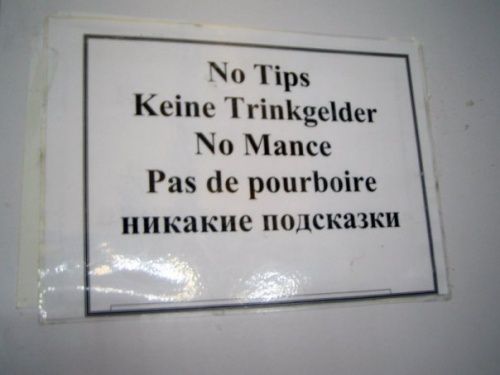 No Tips
Keine Trinkgelder
No Mance
Pas de pourboire
никакие подсказки